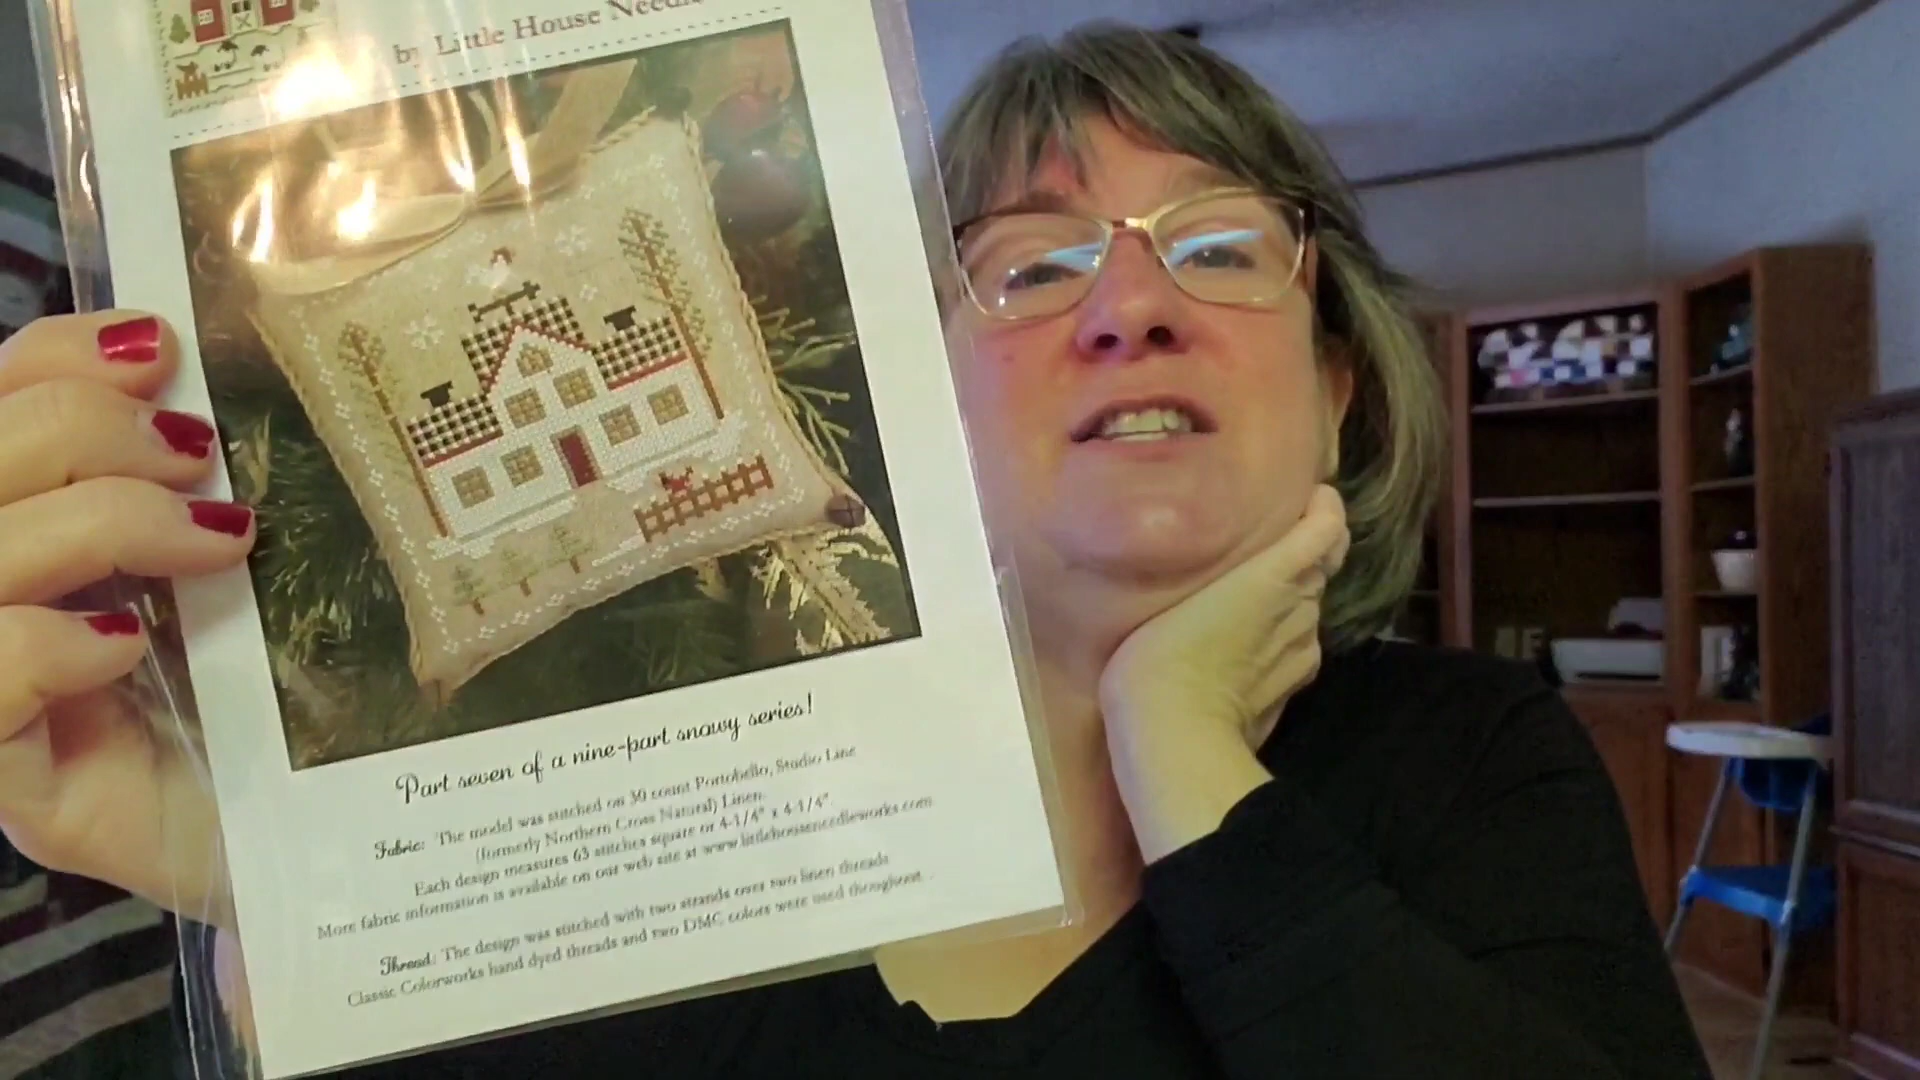 by Little House Needle
Part seven of a nine-part snowy series!
Fabric: The model was stitched on 30 count Portobello, Studio Line
(formerly Northern Cross Natural) Linen.
Each design measures 63 stitches square or 4-1/4" x 4-1/4".
More fabric information is available on our web site at www.littlehouseneedleworks.com
Thread: The design was stitched with two strands over two linen threads.
Classic Colorworks hand dyed threads and two DMC colors were used thoughout.